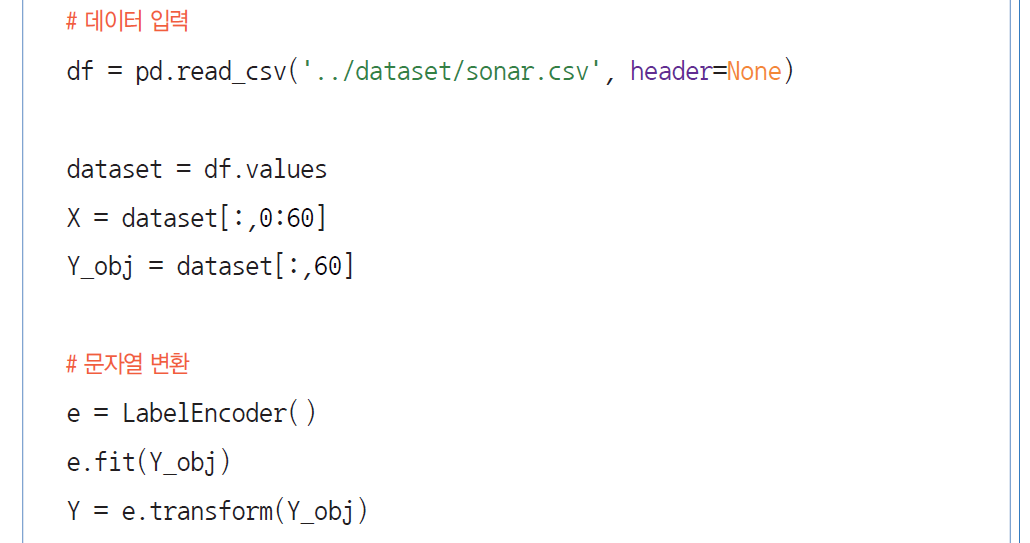 # 데이터 입력
df = pd.read_csv('../dataset/sonar.csv', header=None)
dataset = df.values
X = dataset[:,0:60]
Y_obj = dataset[:,60]
# 문자열 변환
e = LabelEncoder()
e.fit(Y_obj)
Y = e.transform(Y_obj)